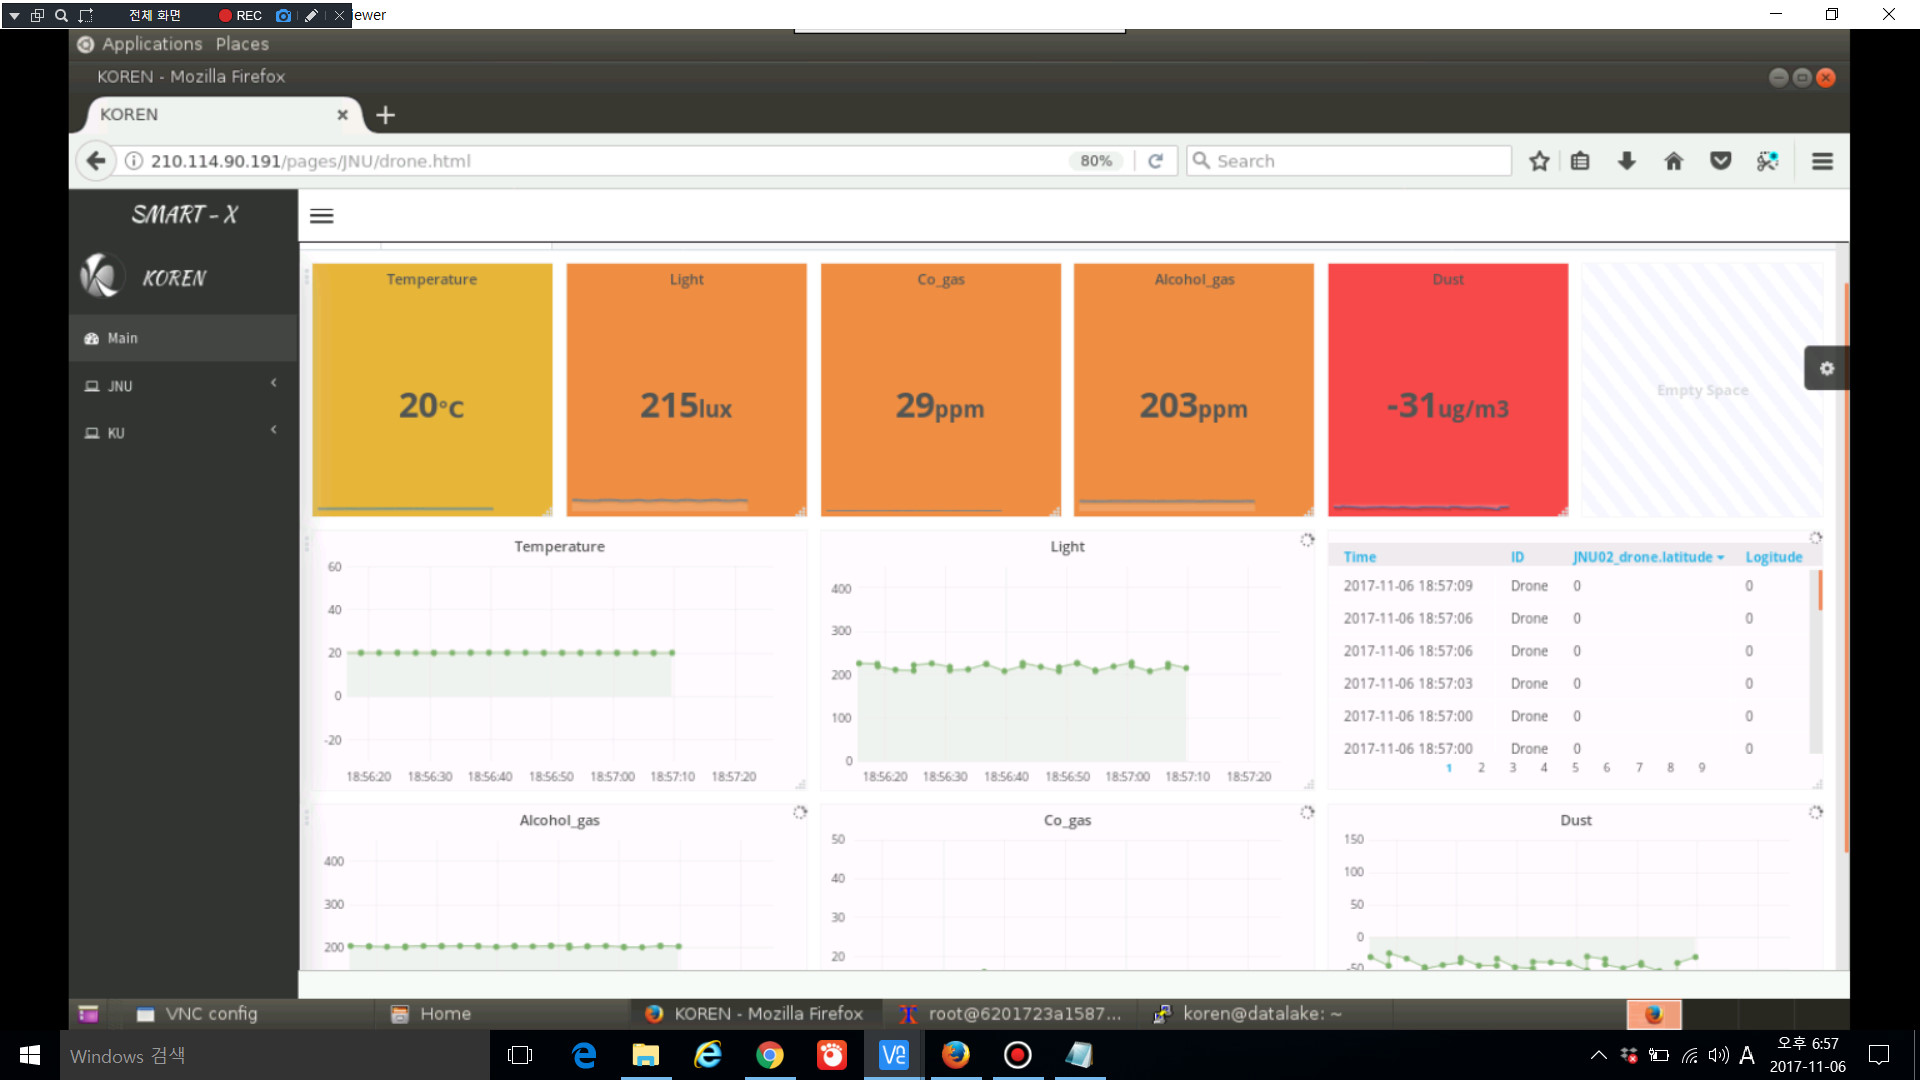 전체 화면 REC iewer
Applications Places
KOREN - Mozilla Firefox
KOREN
210.114.90.191/pages/JNU/drone.html 80% Search
SMART - X
KOREN
Main
JNU
KU
Temperature
20°C
Light
215lux
Co_gas
29ppm
Alcohol_gas
203ppm
Dust
-31ug/m3
Empty Space
Temperature
60
40
20
0
-20
18:56:20 18:56:30 18:56:40 18:56:50 18:57:00 18:57:10 18:57:20
Light
400
300
200
100
0
18:56:20 18:56:30 18:56:40 18:56:50 18:57:00 18:57:10 18:57:20
Time ID JNU02_drone.latitude Logitude
2017-11-06 18:57:09 Drone 0 0
2017-11-06 18:57:06 Drone 0 0
2017-11-06 18:57:06 Drone 0 0
2017-11-06 18:57:03 Drone 0 0
2017-11-06 18:57:00 Drone 0 0
2017-11-06 18:57:00 Drone 0 0
1 2 3 4 5 6 7 8 9
Alcohol_gas
400
300
200
Co_gas
50
40
30
20
Dust
150
100
50
0
-50
VNC config Home KOREN - Mozilla Firefox root@6201723a1587... koren@datalake: ~
Windows 검색
VE
A
오후 6:57
2017-11-06